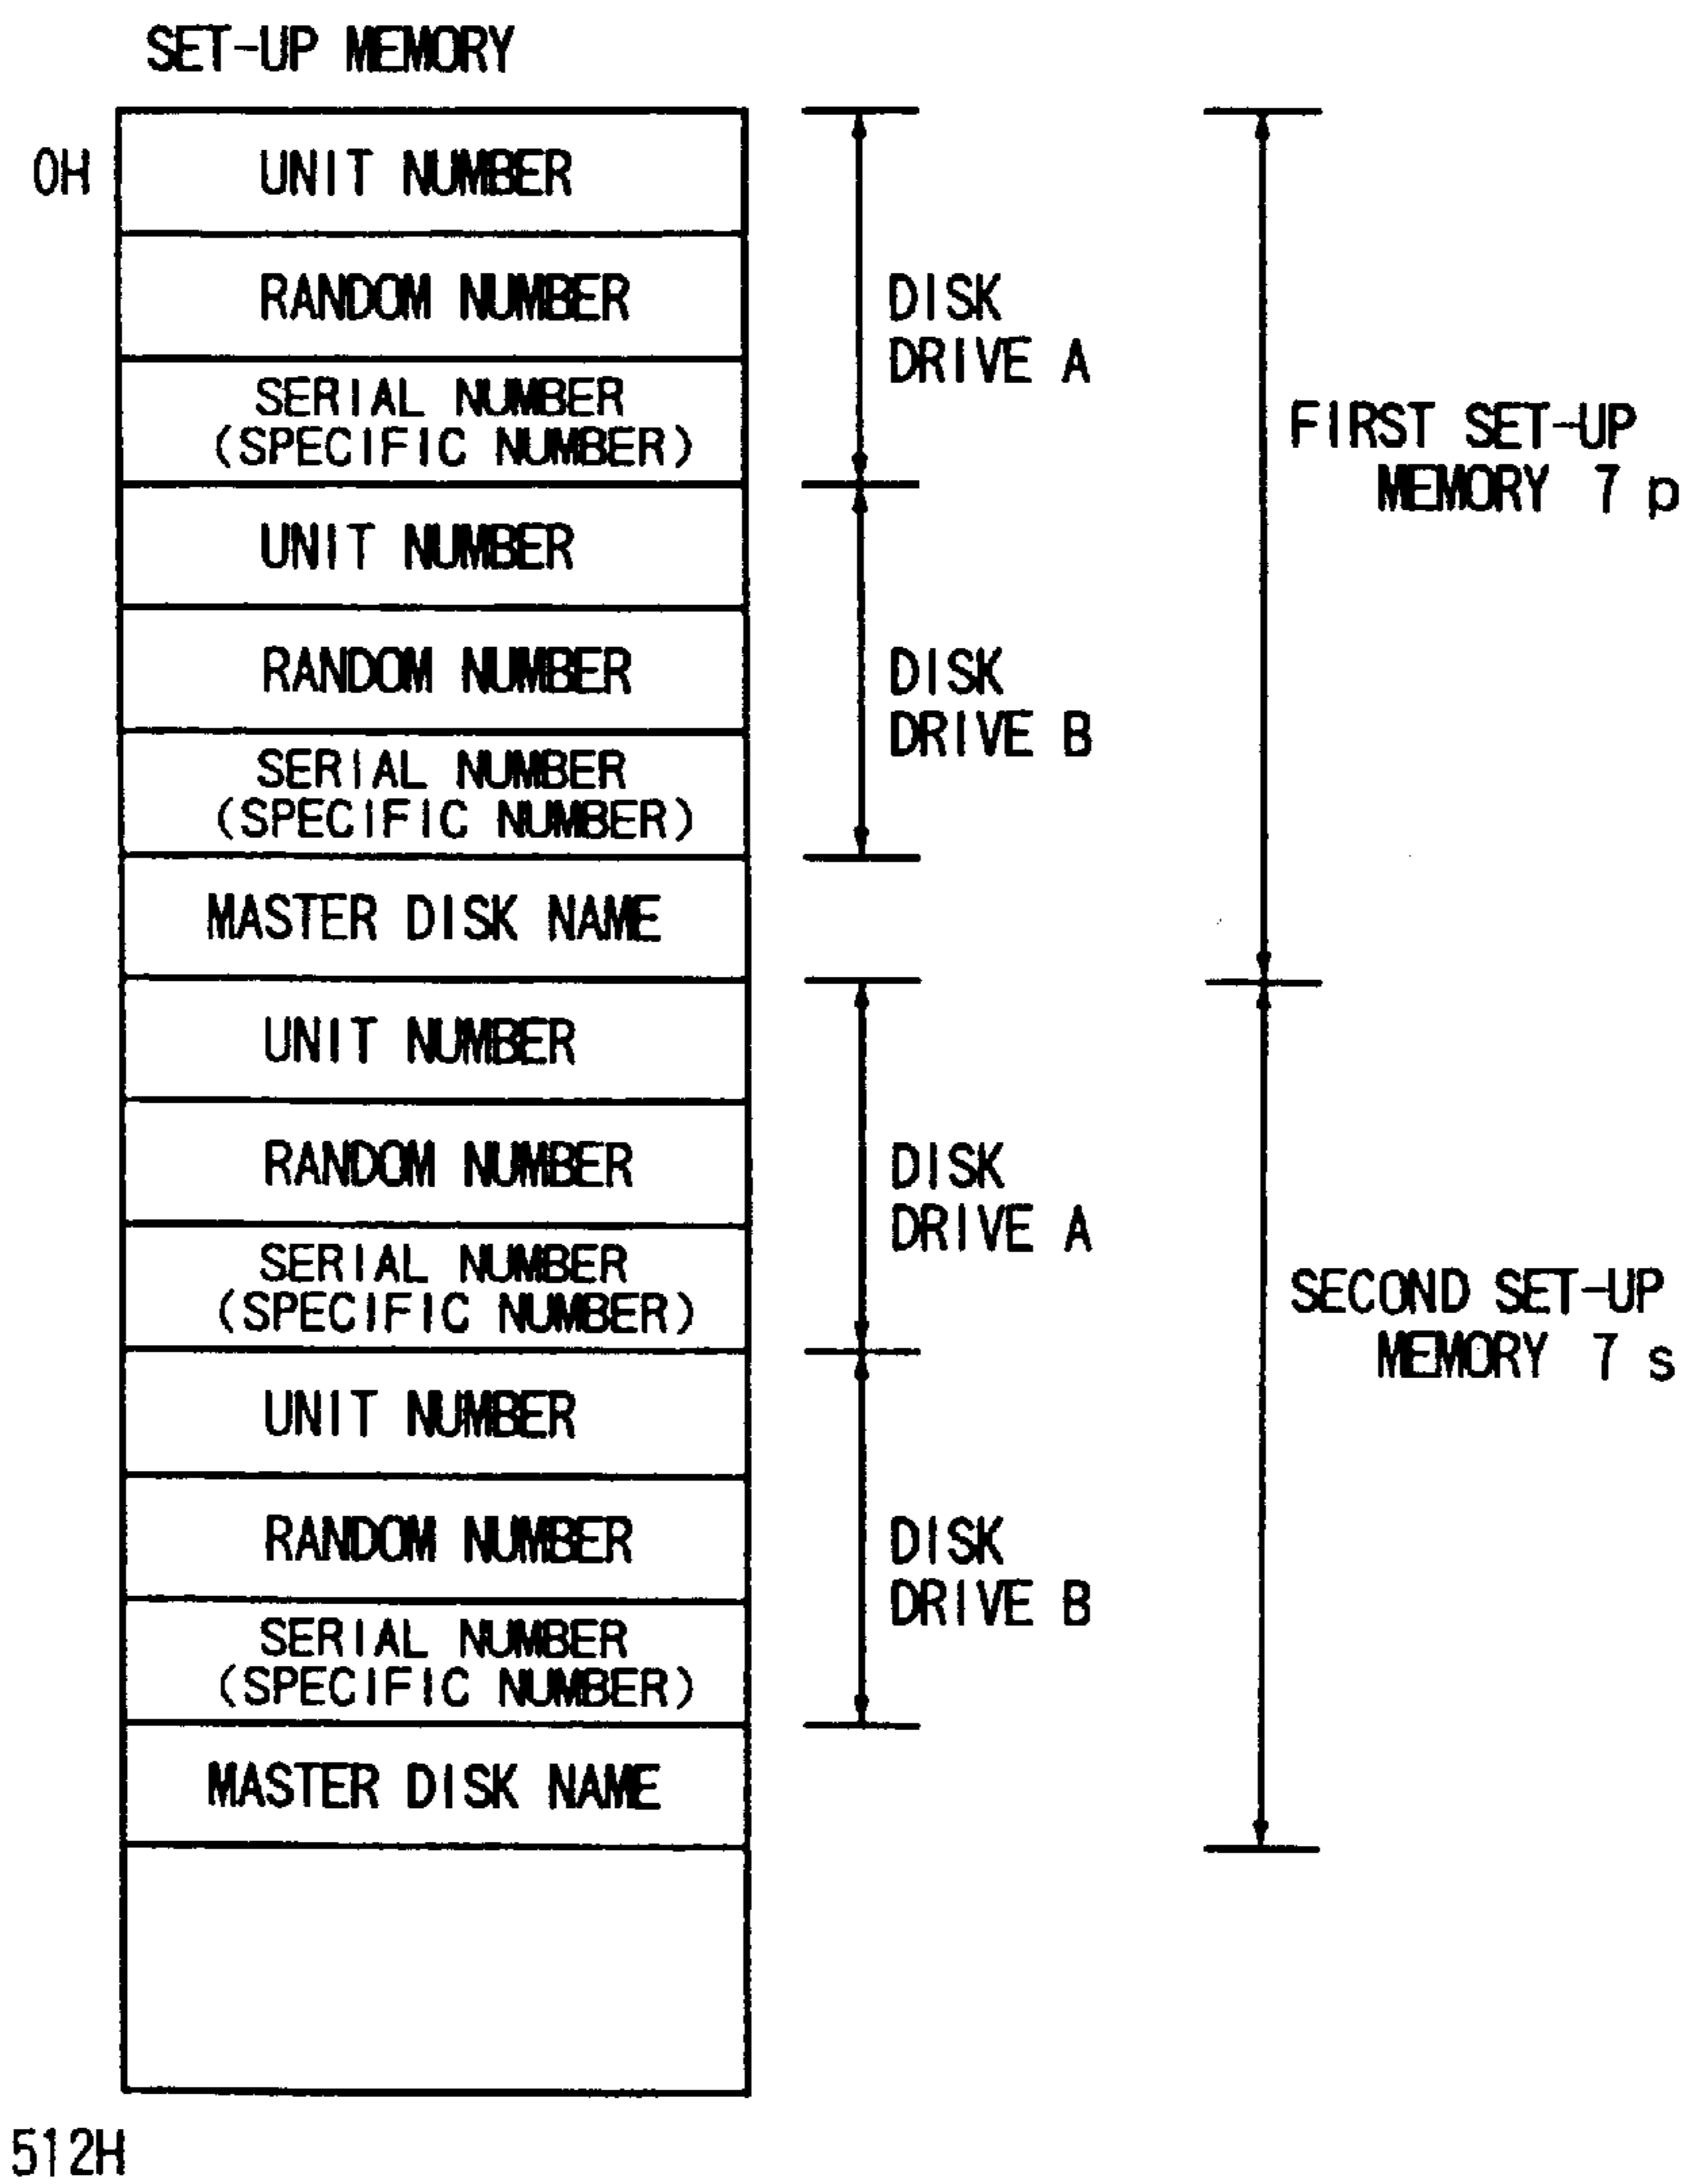 SET-UP MEMORY
0H
UNIT NUMBER
RANDOM NUMBER
SERIAL NUMBER
(SPECIFIC NUMBER)
DISK
DRIVE A
UNIT NUMBER
RANDOM NUMBER
SERIAL NUMBER
(SPECIFIC NUMBER)
DISK
DRIVE B
MASTER DISK NAME
FIRST SET-UP
MEMORY 7 p
UNIT NUMBER
RANDOM NUMBER
SERIAL NUMBER
(SPECIFIC NUMBER)
DISK
DRIVE A
UNIT NUMBER
RANDOM NUMBER
SERIAL NUMBER
(SPECIFIC NUMBER)
DISK
DRIVE B
MASTER DISK NAME
SECOND SET-UP
MEMORY 7 s
512H